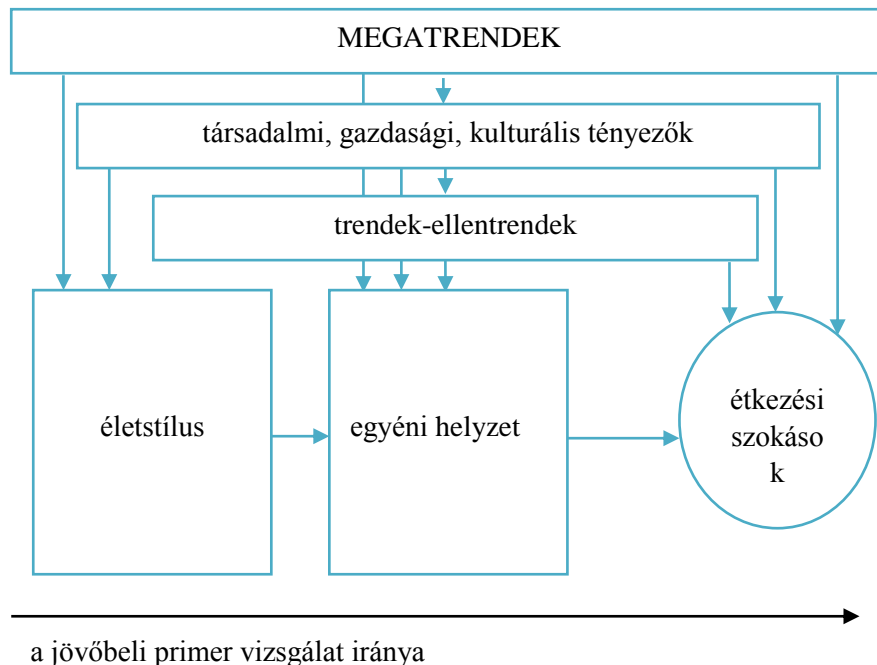 MEGATRENDEK
társadalmi, gazdasági, kulturális tényezők
trendek-ellentrendek
életstílus
egyéni helyzet
étkezési
szokáso
k
a jövőbeli primer vizsgálat iránya